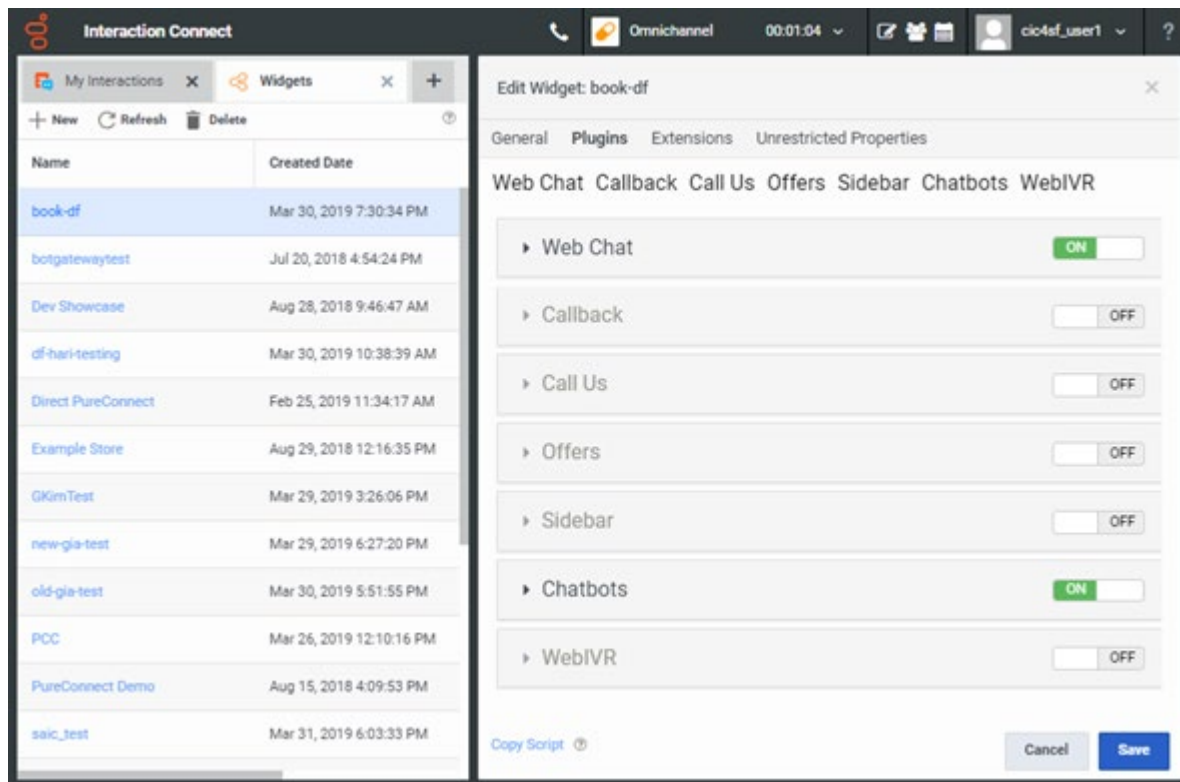 Interaction Connect
Omnichannel 00:01:04 cic4sf_user1 ?
My Interactions Widgets +
+ New Refresh Delete
Name Created Date
book-df Mar 30, 2019 7:30:34 PM
botgatewaytest Jul 20, 2018 4:54:24 PM
Dev Showcase Aug 28, 2018 9:46:47 AM
df-hari-testing Mar 30, 2019 10:38:39 AM
Direct PureConnect Feb 25, 2019 11:34:17 AM
Example Store Aug 29, 2018 12:16:35 PM
GKimTest Mar 29, 2019 3:26:06 PM
new-gia-test Mar 29, 2019 6:27:20 PM
old-gia-test Mar 30, 2019 5:51:55 PM
PCC Mar 26, 2019 12:10:16 PM
PureConnect Demo Aug 15, 2018 4:09:53 PM
saic_test Mar 31, 2019 6:03:33 PM
Edit Widget: book-df
General Plugins Extensions Unrestricted Properties
Web Chat Callback Call Us Offers Sidebar Chatbots WebIVR
Web Chat ON
Callback OFF
Call Us OFF
Offers OFF
Sidebar OFF
Chatbots ON
WebIVR OFF
Copy Script ?
Cancel Save